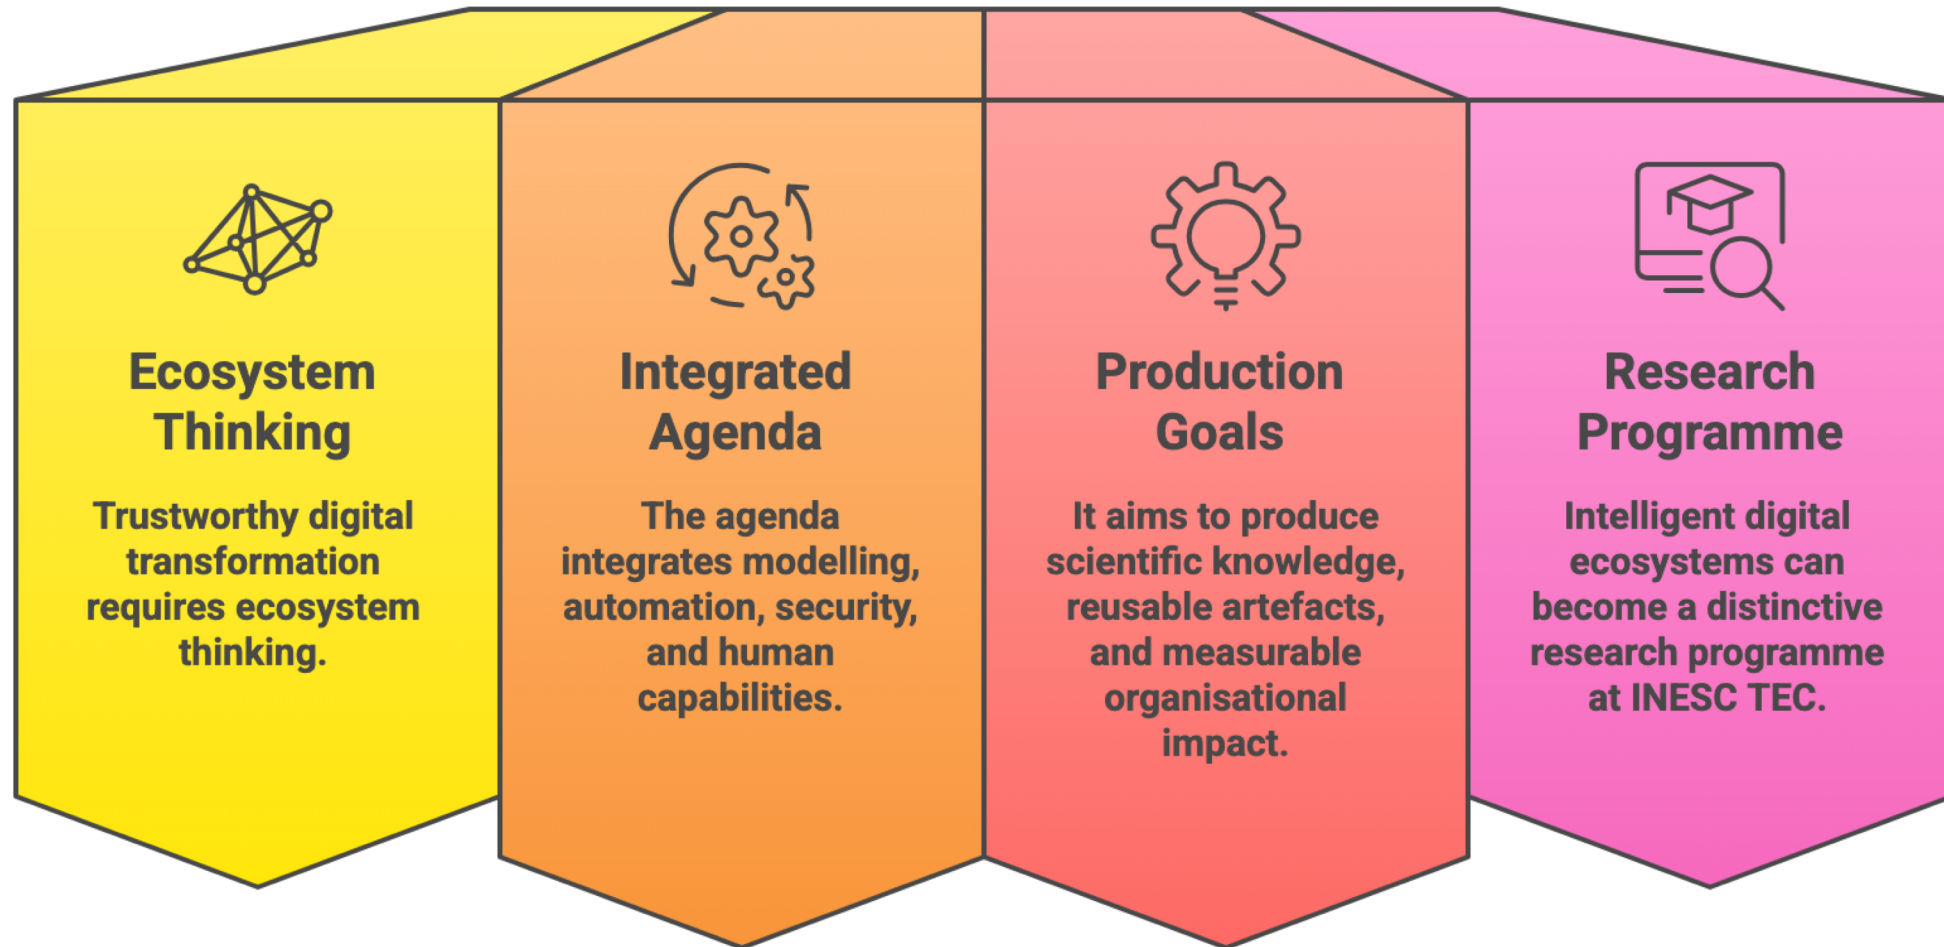 Ecosystem
Thinking
Trustworthy digital
transformation
requires ecosystem
thinking.
Integrated
Agenda
The agenda
integrates modelling,
automation, security,
and human
capabilities.
Production
Goals
It aims to produce
scientific knowledge,
reusable artefacts,
and measurable
organisational
impact.
Research
Programme
Intelligent digital
ecosystems can
become a distinctive
research programme
at INESC TEC.